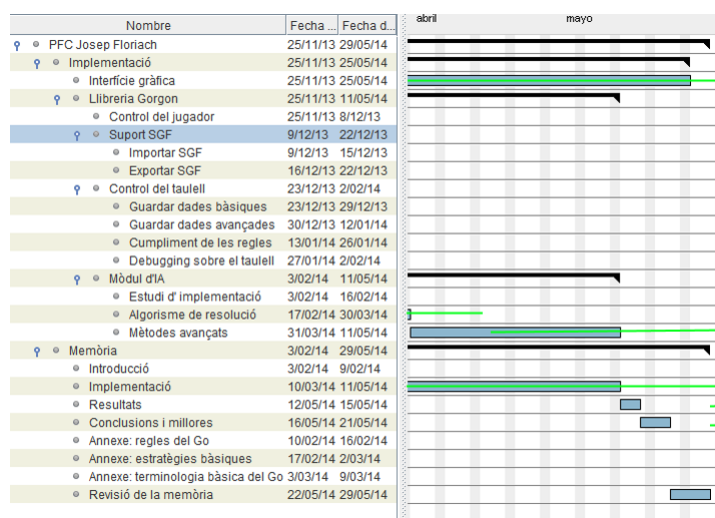 Nombre Fecha ... Fecha d... abril mayo
PFC Josep Floriach 25/11/13 29/05/14
Implementació 25/11/13 25/05/14
Interfície gràfica 25/11/13 25/05/14
Llibreria Gorgon 25/11/13 11/05/14
Control del jugador 25/11/13 8/12/13
Suport SGF 9/12/13 22/12/13
Importar SGF 9/12/13 15/12/13
Exportar SGF 16/12/13 22/12/13
Control del taulell 23/12/13 2/02/14
Guardar dades bàsiques 23/12/13 29/12/13
Guardar dades avançades 30/12/13 12/01/14
Cumpliment de les regles 13/01/14 26/01/14
Debugging sobre el taulell 27/01/14 2/02/14
Mòdul d'IA 3/02/14 11/05/14
Estudi d' implementació 3/02/14 16/02/14
Algorisme de resolució 17/02/14 30/03/14
Mètodes avançats 31/03/14 11/05/14
Memòria 3/02/14 29/05/14
Introducció 3/02/14 9/02/14
Implementació 10/03/14 11/05/14
Resultats 12/05/14 15/05/14
Conclusions i millores 16/05/14 21/05/14
Annexe: regles del Go 10/02/14 16/02/14
Annexe: estratègies bàsiques 17/02/14 2/03/14
Annexe: terminologia bàsica del Go 3/03/14 9/03/14
Revisió de la memòria 22/05/14 29/05/14